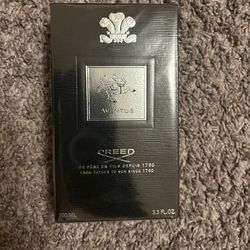 AVENTUS
CREED
DE PÈRE EN FILS DEPUIS 1760
FROM FATHER TO SON SINCE 1760
100 ML
3.3 FL.OZ